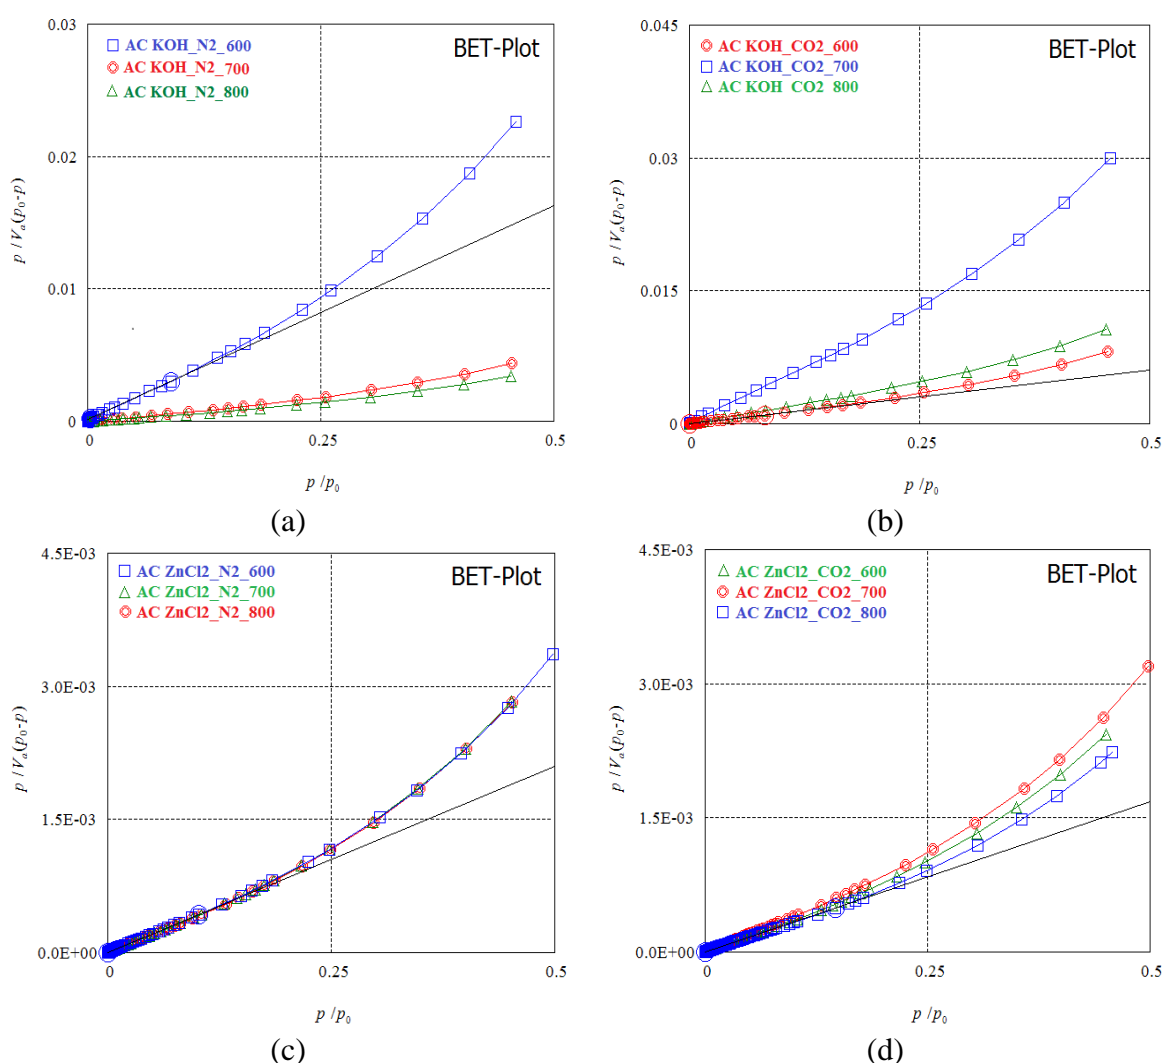 0.03
AC KOH_N2_600
AC KOH_N2_700
AC KOH_N2_800
BET-Plot
0.02
0.01
0
p / Va(p0-p)
0
0.25
0.5
p /p0
(a)
0.045
AC KOH_CO2_600
AC KOH_CO2_700
AC KOH_CO2_800
BET-Plot
0.03
0.015
0
p / Va(p0-p)
0
0.25
0.5
p /p0
(b)
4.5E-03
AC ZnCl2_N2_600
AC ZnCl2_N2_700
AC ZnCl2_N2_800
BET-Plot
3.0E-03
1.5E-03
0.0E+00
p / Va(p0-p)
0
0.25
0.5
p /p0
(c)
4.5E-03
AC ZnCl2_CO2_600
AC ZnCl2_CO2_700
AC ZnCl2_CO2_800
BET-Plot
3.0E-03
1.5E-03
0.0E+00
p / Va(p0-p)
0
0.25
0.5
p /p0
(d)